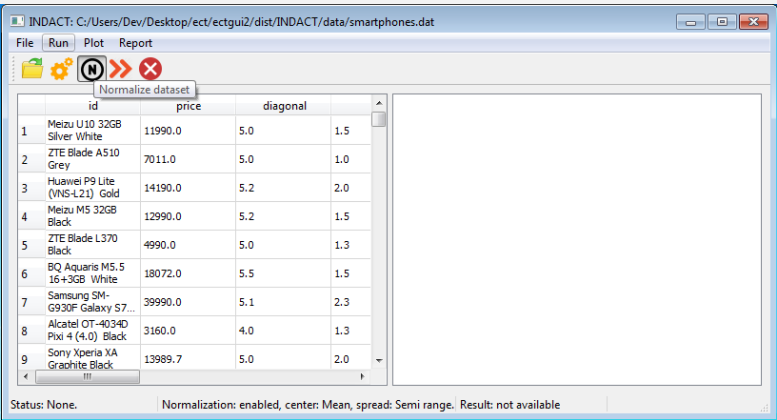 INDACT: C:/Users/Dev/Desktop/ect/ectgui2/dist/INDACT/data/smartphones.dat
File Run Plot Report
N
Normalize dataset
id price diagonal
1 Meizu U10 32GB Silver White 11990.0 5.0 1.5
2 ZTE Blade A510 Grey 7011.0 5.0 1.0
3 Huawei P9 Lite (VNS-L21) Gold 14190.0 5.2 2.0
4 Meizu M5 32GB Black 12990.0 5.2 1.5
5 ZTE Blade L370 Black 4990.0 5.0 1.3
6 BQ Aquaris M5.5 16+3GB White 18072.0 5.5 1.5
7 Samsung SM-G930F Galaxy S7... 39990.0 5.1 2.3
8 Alcatel OT-4034D Pixi 4 (4.0) Black 3160.0 4.0 1.3
9 Sony Xperia XA Graphite Black 13989.7 5.0 2.0
Status: None. Normalization: enabled, center: Mean, spread: Semi range. Result: not available